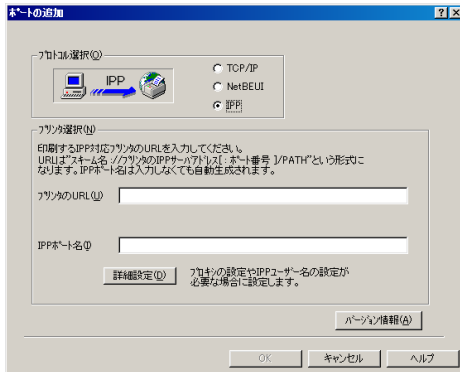 ポートの追加
プロトコル選択(O)
IPP
TCP/IP
NetBEUI
IPP
プリンタ選択(N)
印刷するIPP対応プリンタのURLを入力してください。
URLは"スキーム名 ://プリンタのIPPサーバアドレス[ : ポート番号 ]/PATH"という形式に
なります。IPPポート名は入力しなくても自動生成されます。
プリンタのURL(U)
IPPポート名(I)
詳細設定(D)
プロキシの設定やIPPユーザー名の設定が
必要な場合に設定します。
バージョン情報(A)
OK
キャンセル
ヘルプ